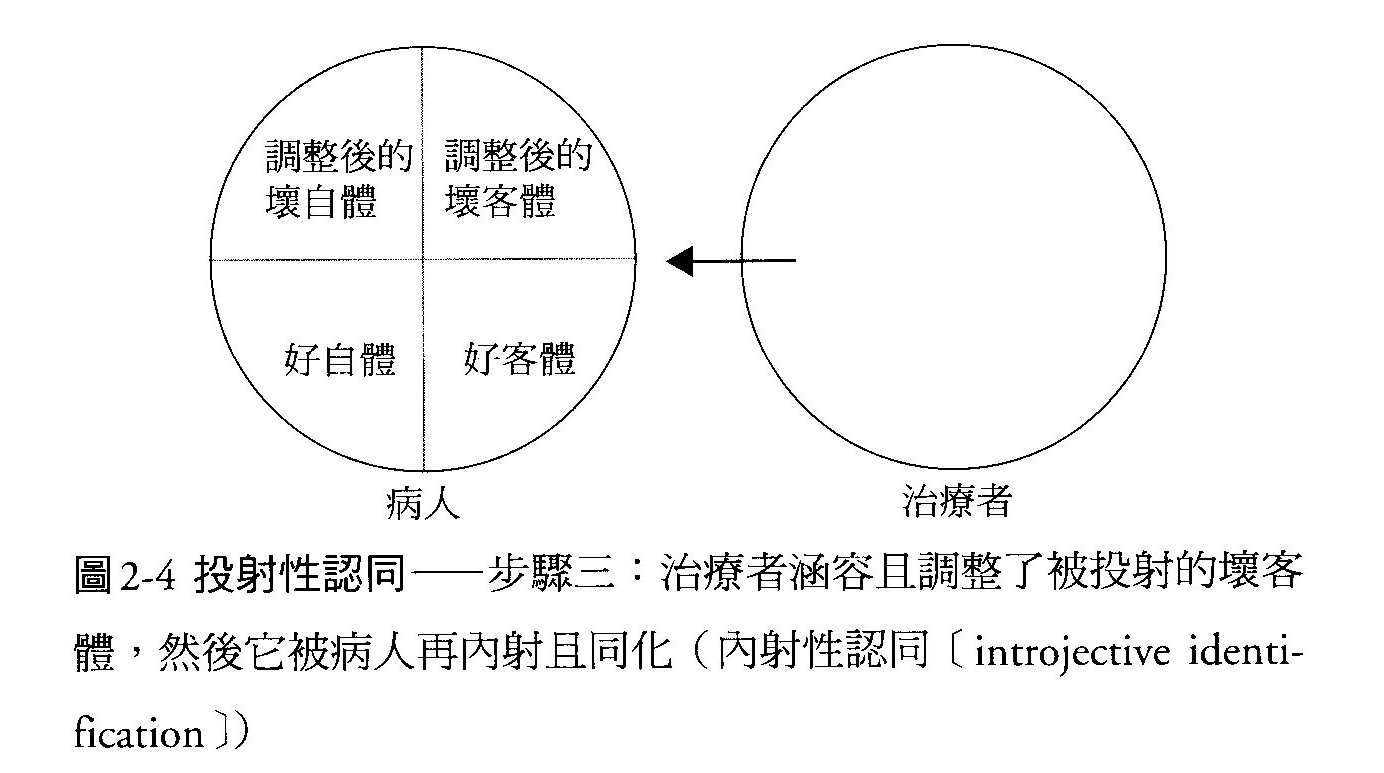 調整後的
壞自體
調整後的
壞客體
好自體
好客體
病人
治療者
圖2-4 投射性認同——步驟三：治療者涵容且調整了被投射的壞客
體，然後它被病人再內射且同化（內射性認同〔introjective identi-
fication〕）